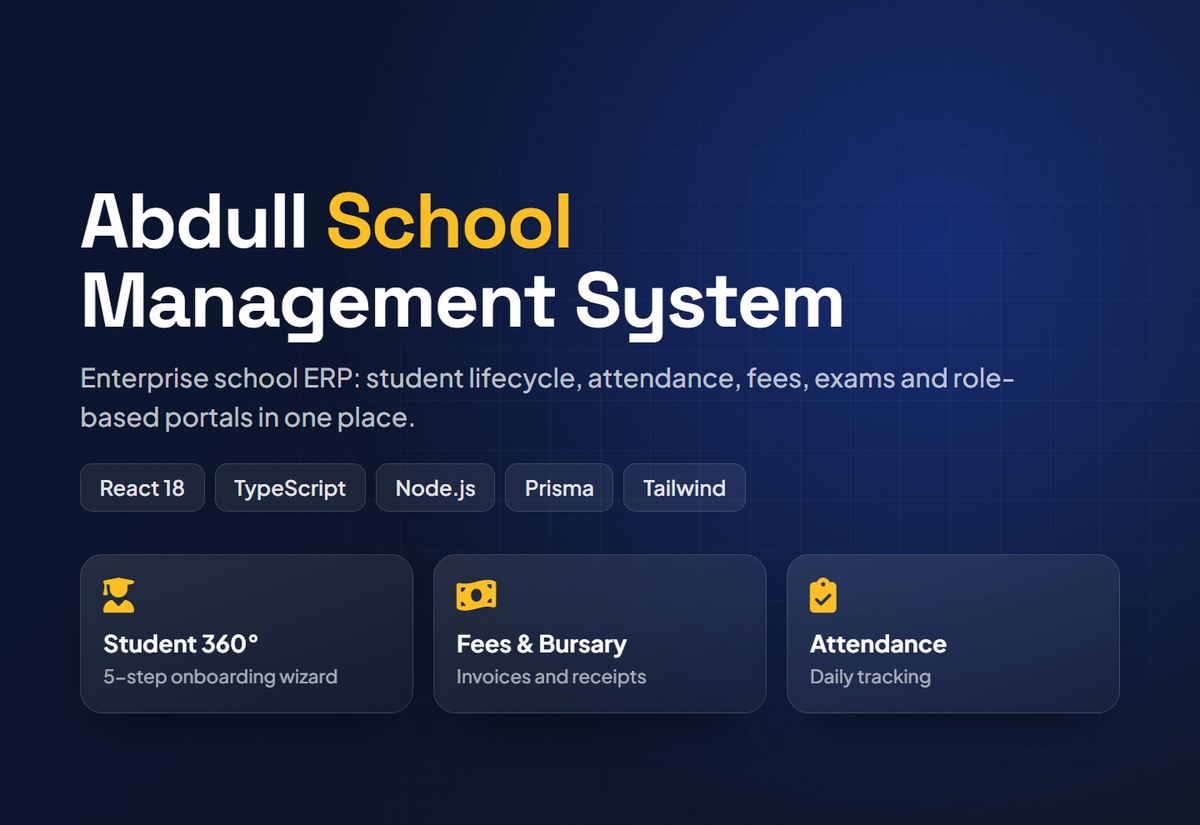 Abdull School
Management System
Enterprise school ERP: student lifecycle, attendance, fees, exams and role-
based portals in one place.
React 18
TypeScript
Node.js
Prisma
Tailwind
Student 360°
5-step onboarding wizard
Fees & Bursary
Invoices and receipts
Attendance
Daily tracking